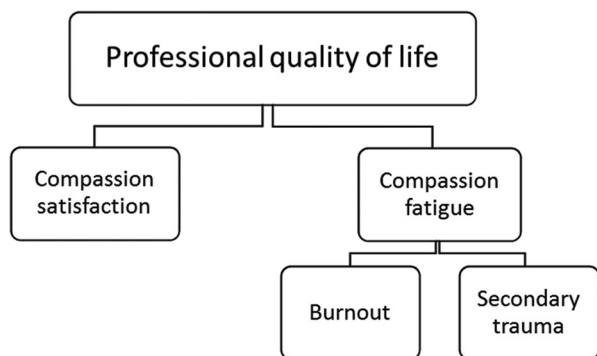 Professional quality of life
Compassion
satisfaction
Compassion
fatigue
Burnout
Secondary
trauma